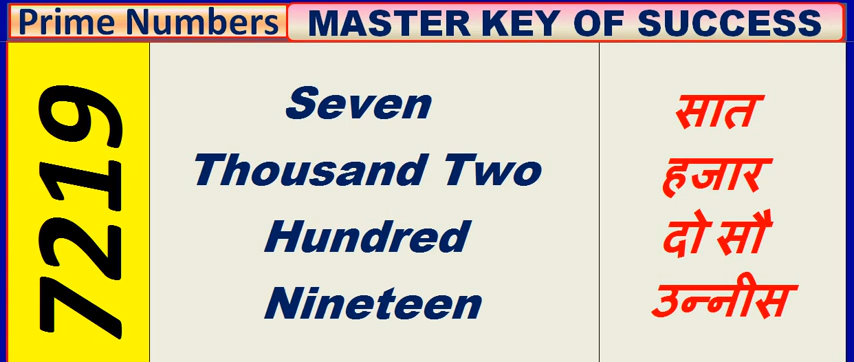 Prime Numbers
MASTER KEY OF SUCCESS
7219
Seven
Thousand Two
Hundred
Nineteen
सात
हजार
दो सौ
उन्नीस